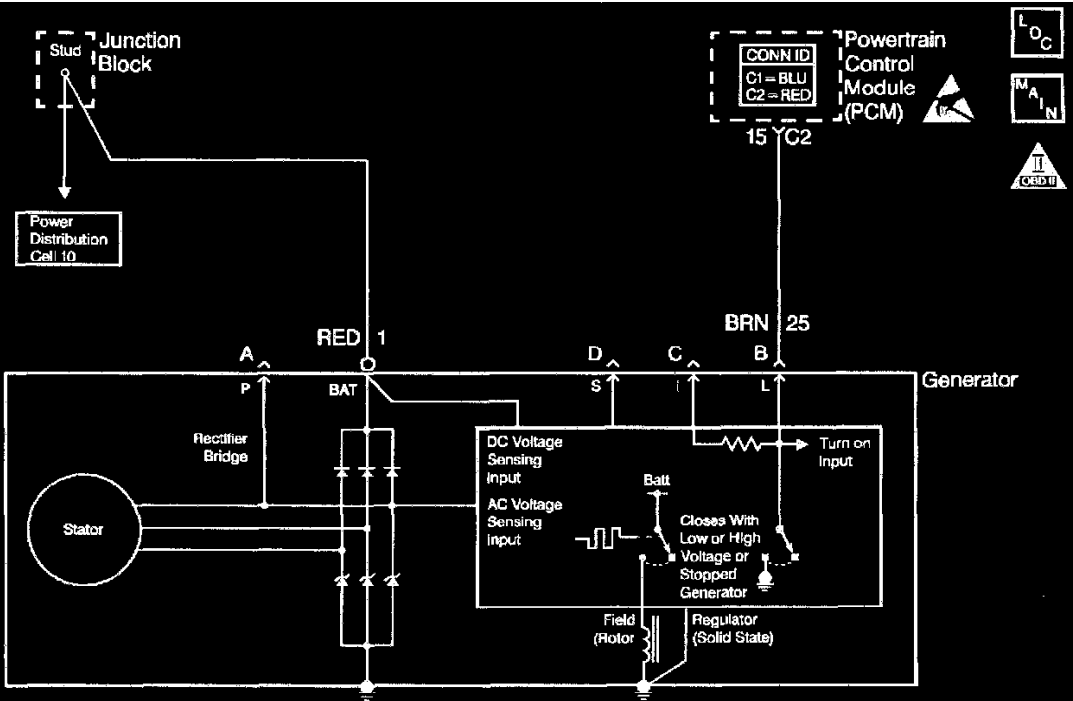 Stud
Junction
Block
CONN ID
C1=BLU
C2=RED
Powertrain
Control
Module
(PCM)
LOC
MAIN
II
OBD II
15 C2
Power
Distribution
Cell 10
RED 1
BRN 25
A
D
C
B
P
BAT
S
I
L
Generator
Rectifier
Bridge
Stator
DC Voltage
Sensing
Input
AC Voltage
Sensing
Input
Turn on
Input
Batt
Closes With
Low or High
Voltage or
Stopped
Generator
Field
(Rotor
Regulator
(Solid State)